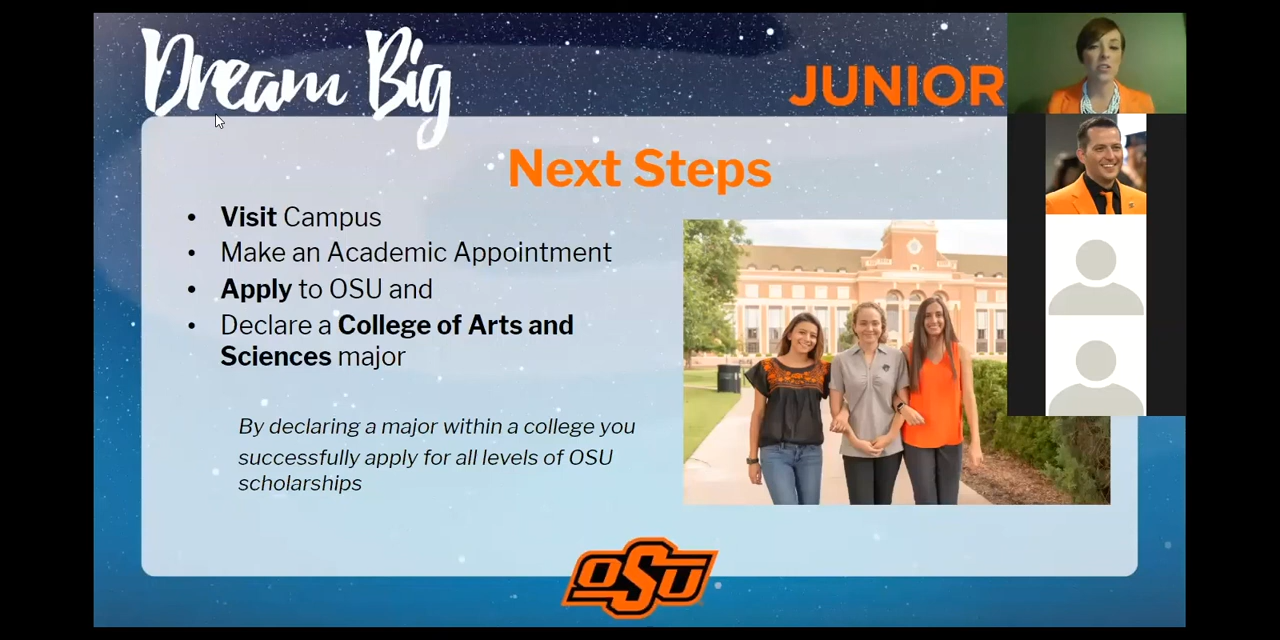 Dream Big
JUNIOR
Next Steps
• Visit Campus
• Make an Academic Appointment
• Apply to OSU and
• Declare a College of Arts and
Sciences major
By declaring a major within a college you
successfully apply for all levels of OSU
scholarships
OSU